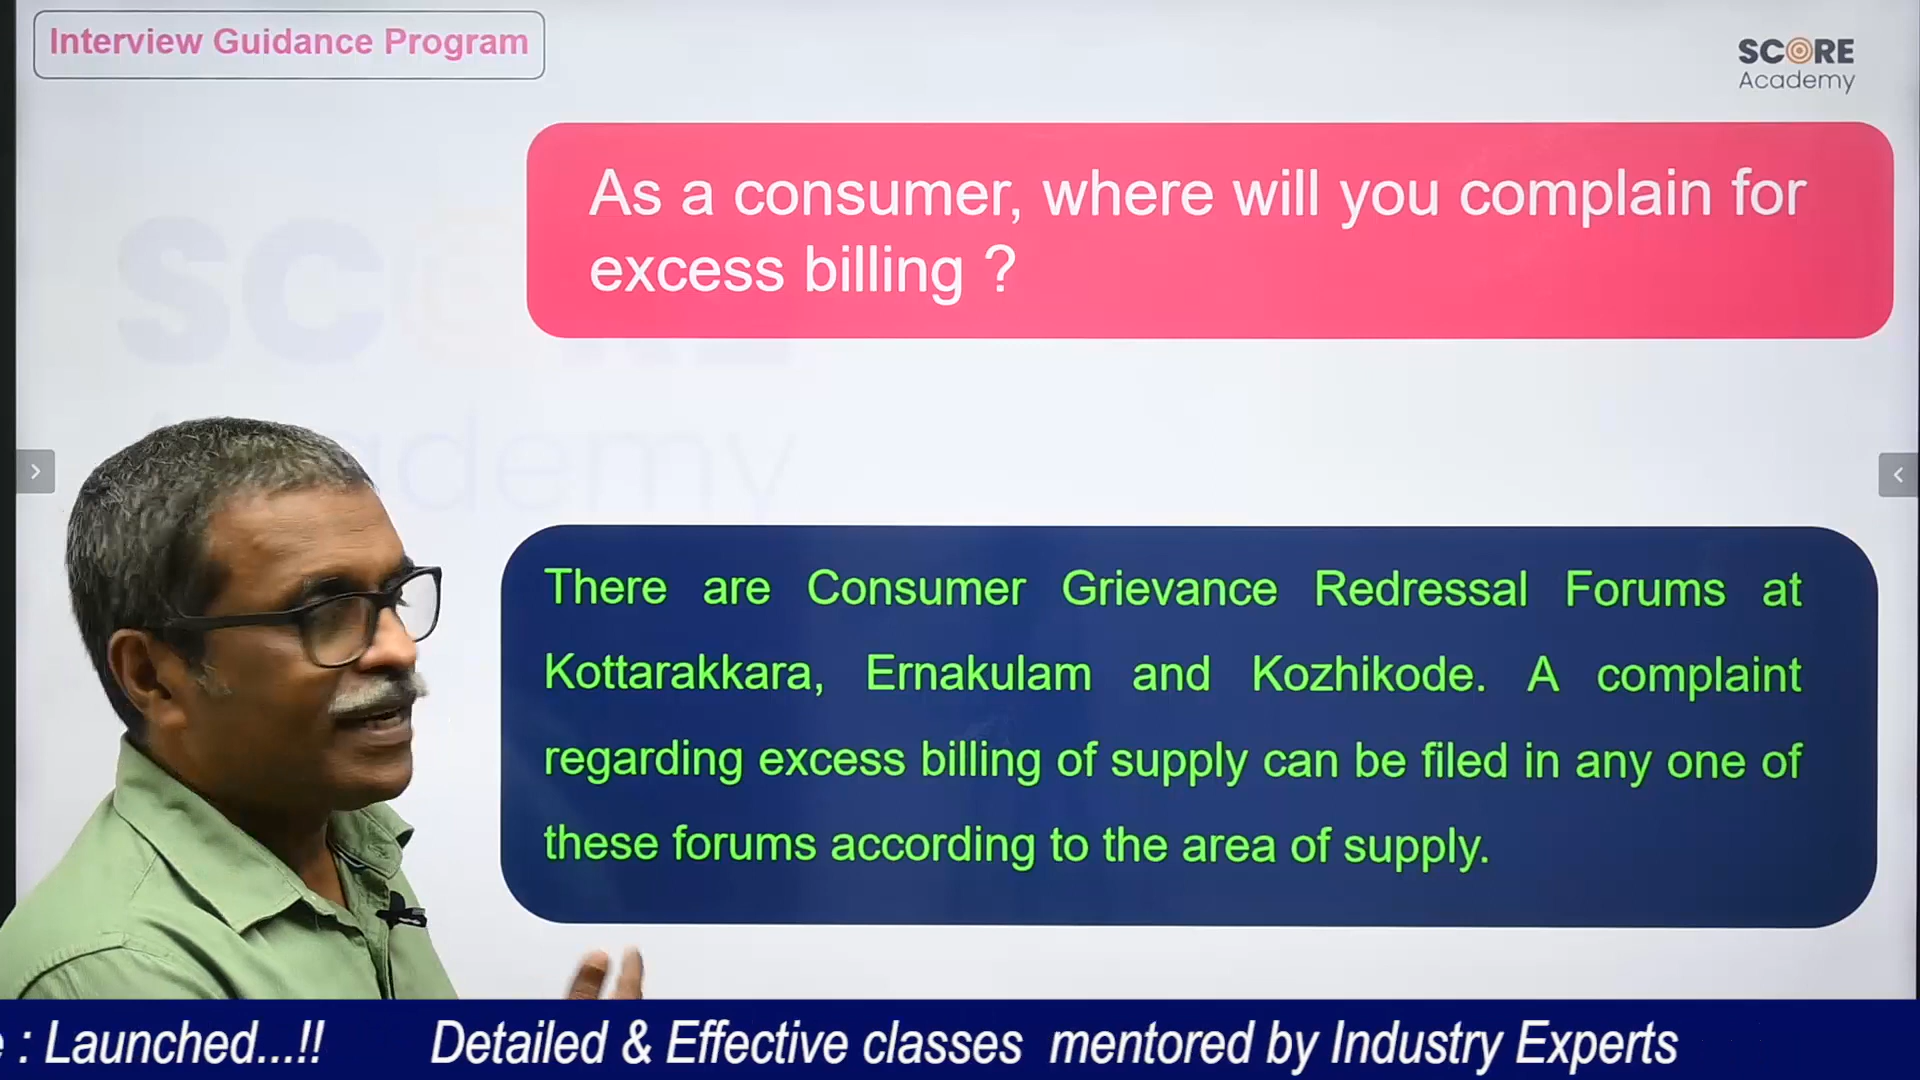 Interview Guidance Program
SCORE
Academy
As a consumer, where will you complain for
excess billing ?
There are Consumer Grievance Redressal Forums at
Kottarakkara, Ernakulam and Kozhikode. A complaint
regarding excess billing of supply can be filed in any one of
these forums according to the area of supply.
: Launched...!! Detailed & Effective classes mentored by Industry Experts